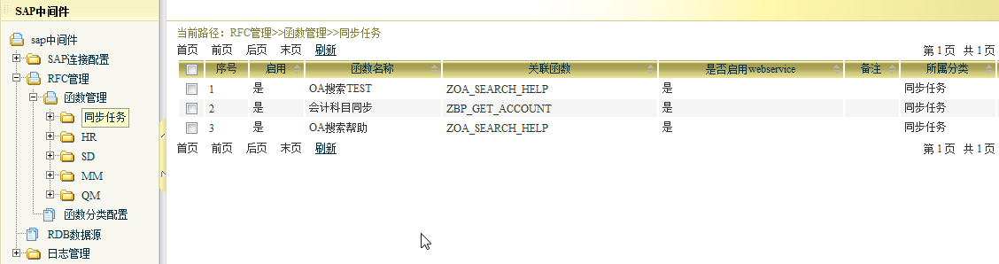 SAP中间件
sap中间件
SAP连接配置
RFC管理
函数管理
同步任务
HR
SD
MM
QM
函数分类配置
RDB数据源
日志管理
当前路径：RFC管理>>函数管理>>同步任务
首页 前页 后页 末页 刷新 第 1 页 共 1 页
序号 启用 函数名称 关联函数 是否启用webservice 备注 所属分类
1 是 OA搜索TEST ZOA_SEARCH_HELP 是 同步任务
2 是 会计科目同步 ZBP_GET_ACCOUNT 是 同步任务
3 是 OA搜索帮助 ZOA_SEARCH_HELP 是 同步任务
首页 前页 后页 末页 刷新 第 1 页 共 1 页